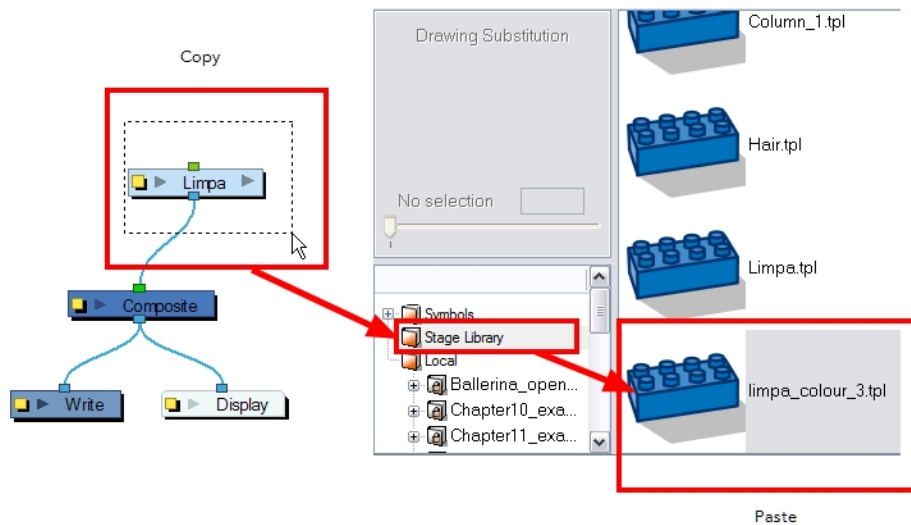 Copy
Limpa
Composite
Write
Display
Drawing Substitution
No selection
Symbols
Stage Library
Local
Ballerina_open...
Chapter10_exa...
Chapter11_exa...
Column_1.tpl
Hair.tpl
Limpa.tpl
limpa_colour_3.tpl
Paste